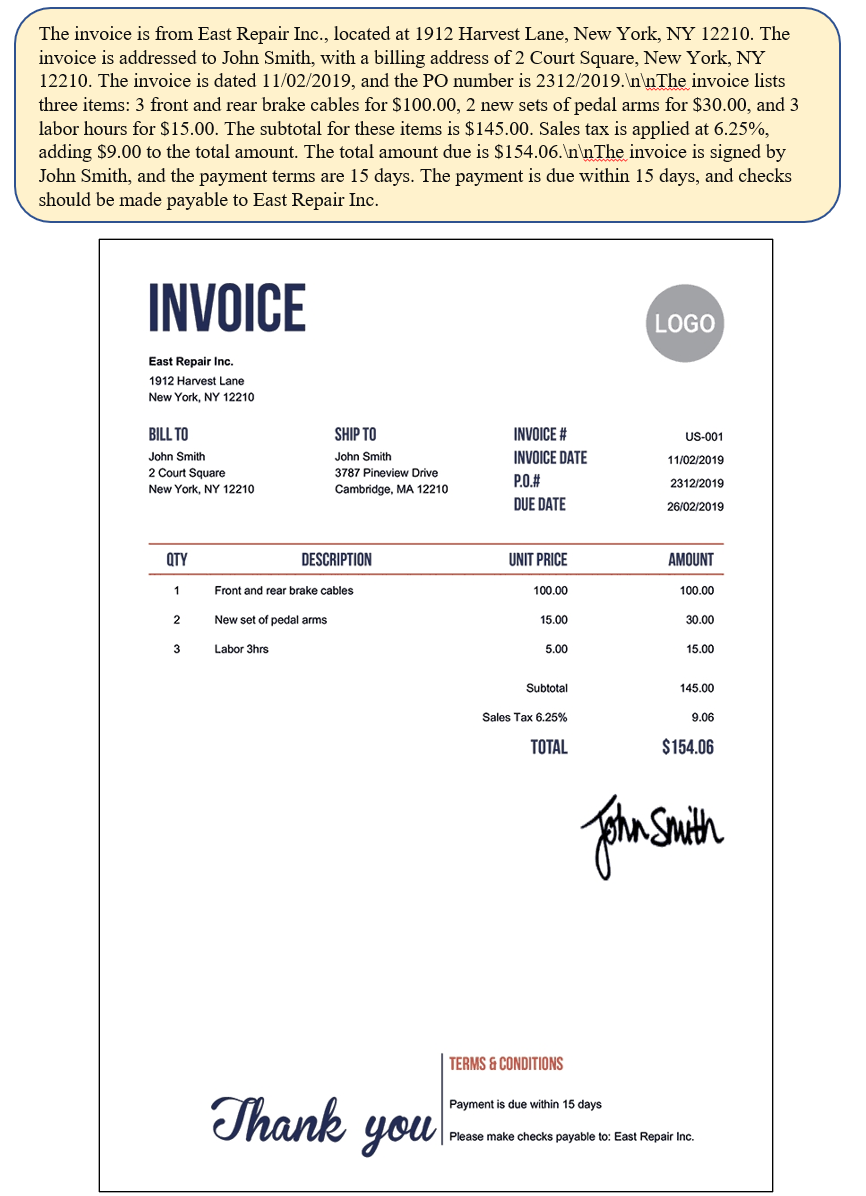 The invoice is from East Repair Inc., located at 1912 Harvest Lane, New York, NY 12210. The
invoice is addressed to John Smith, with a billing address of 2 Court Square, New York, NY
12210. The invoice is dated 11/02/2019, and the PO number is 2312/2019.\n\nThe invoice lists
three items: 3 front and rear brake cables for $100.00, 2 new sets of pedal arms for $30.00, and 3
labor hours for $15.00. The subtotal for these items is $145.00. Sales tax is applied at 6.25%,
adding $9.00 to the total amount. The total amount due is $154.06.\n\nThe invoice is signed by
John Smith, and the payment terms are 15 days. The payment is due within 15 days, and checks
should be made payable to East Repair Inc.
INVOICE
LOGO
East Repair Inc.
1912 Harvest Lane
New York, NY 12210
BILL TO
John Smith
2 Court Square
New York, NY 12210
SHIP TO
John Smith
3787 Pineview Drive
Cambridge, MA 12210
INVOICE # US-001
INVOICE DATE 11/02/2019
P.O.# 2312/2019
DUE DATE 26/02/2019
QTY DESCRIPTION UNIT PRICE AMOUNT
1 Front and rear brake cables 100.00 100.00
2 New set of pedal arms 15.00 30.00
3 Labor 3hrs 5.00 15.00
Subtotal 145.00
Sales Tax 6.25% 9.06
TOTAL $154.06
John Smith
Thank you
TERMS & CONDITIONS
Payment is due within 15 days
Please make checks payable to: East Repair Inc.